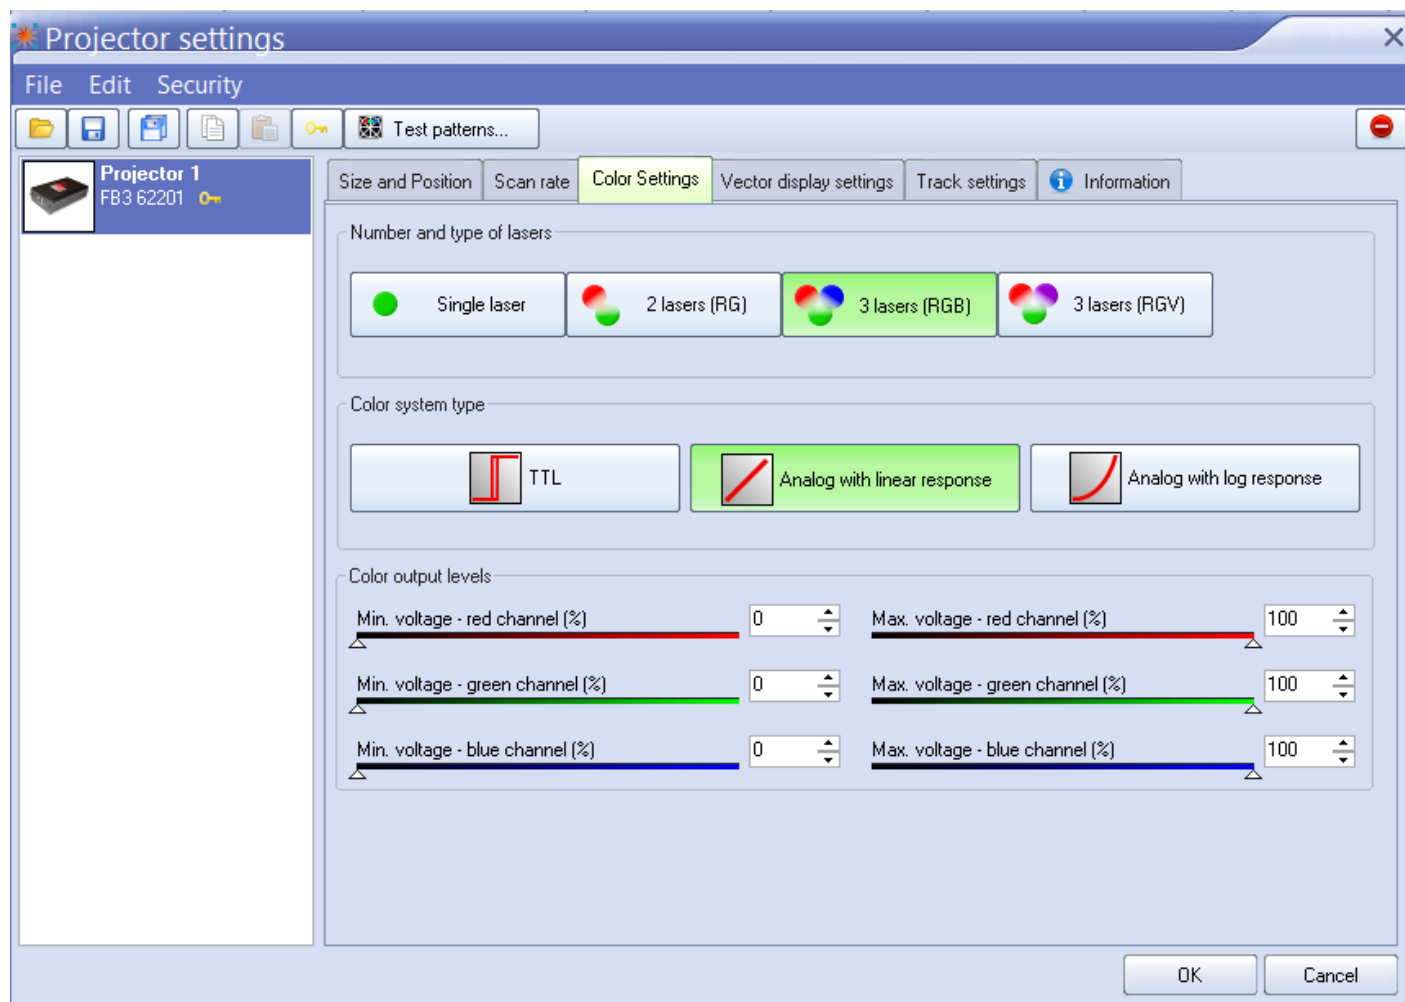 Projector settings
File Edit Security
Test patterns...
Projector 1
FB3 62201
Size and Position Scan rate Color Settings Vector display settings Track settings Information
Number and type of lasers
Single laser 2 lasers (RG) 3 lasers (RGB) 3 lasers (RGV)
Color system type
TTL Analog with linear response Analog with log response
Color output levels
Min. voltage - red channel (%) 0 Max. voltage - red channel (%) 100
Min. voltage - green channel (%) 0 Max. voltage - green channel (%) 100
Min. voltage - blue channel (%) 0 Max. voltage - blue channel (%) 100
OK Cancel